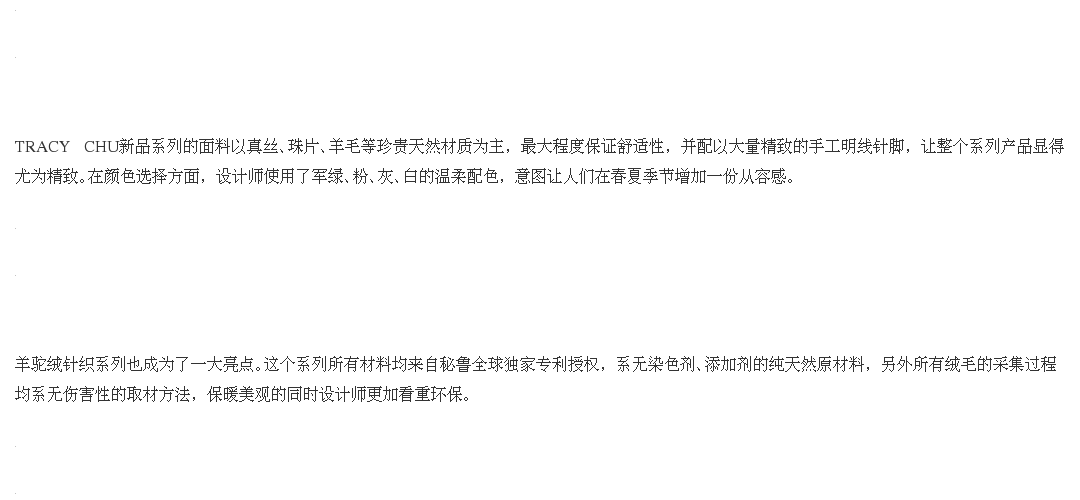 TRACY CHU新品系列的面料以真丝、珠片、羊毛等珍贵天然材质为主，最大程度保证舒适性，并配以大量精致的手工明线针脚，让整个系列产品显得
尤为精致。在颜色选择方面，设计师使用了军绿、粉、灰、白的温柔配色，意图让人们在春夏季节增加一份从容感。
羊驼绒针织系列也成为了一大亮点。这个系列所有材料均来自秘鲁全球独家专利授权，系无染色剂、添加剂的纯天然原材料，另外所有绒毛的采集过程
均系无伤害性的取材方法，保暖美观的同时设计师更加看重环保。